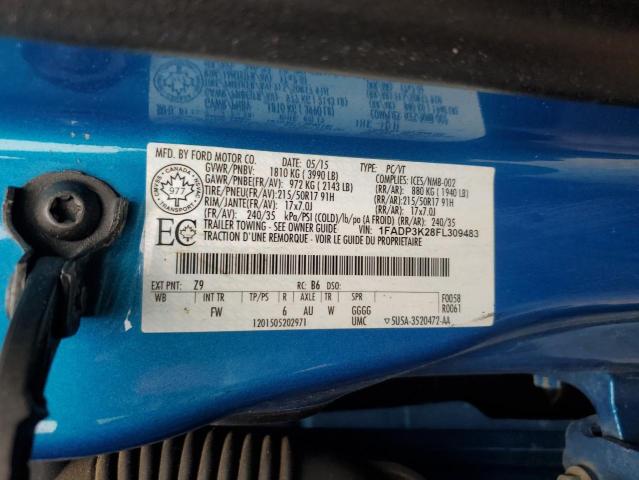 MFD. BY FORD MOTOR CO. DATE: 05/15 TYPE: PC/VT
GVWR/PNBV: 1810 KG ( 3990 LB) COMPLIES: ICES/NMB-002
GAWR/PNBE(FR/AV): 972 KG ( 2143 LB) (RR/AR): 880 KG ( 1940 LB)
TIRE/PNEU(FR/AV):215/50R17 91H (RR/AR):215/50R17 91H
RIM/JANTE(FR/AV): 17x7.0J (RR/AR): 17x7.0J
(FR/AV): 240/35 kPa/PSI (COLD)/lb/po (A FROID) (RR/AR): 240/35
TRAILER TOWING - SEE OWNER GUIDE VIN: 1FADP3K28FL309483
TRACTION D'UNE REMORQUE - VOIR LE GUIDE DU PROPRIETAIRE
CANADA
977
EC
EXT PNT: Z9 RC: B6 DSO:
WB INT TR TP/PS R AXLE TR SPR F0058
FW 6 AU W GGGG R0061
1201505202971 UMC 5USA-3520472-AA